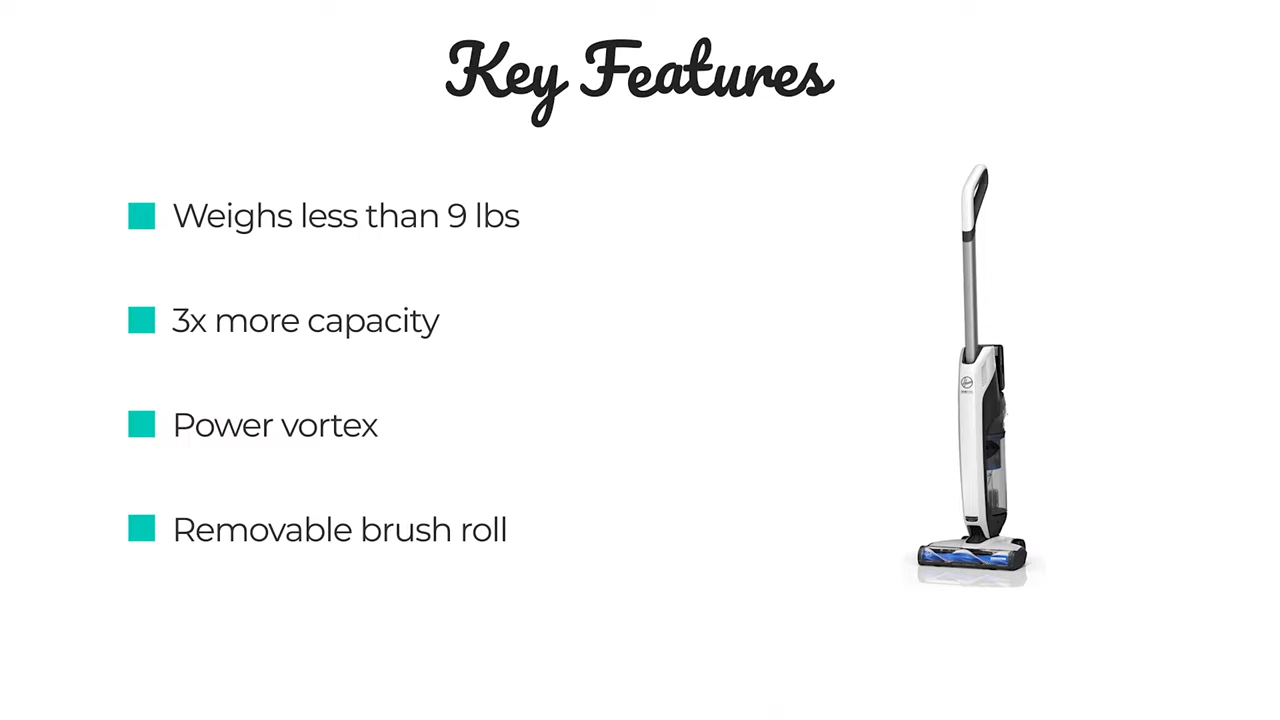 Key Features
Weighs less than 9 lbs
3x more capacity
Power vortex
Removable brush roll